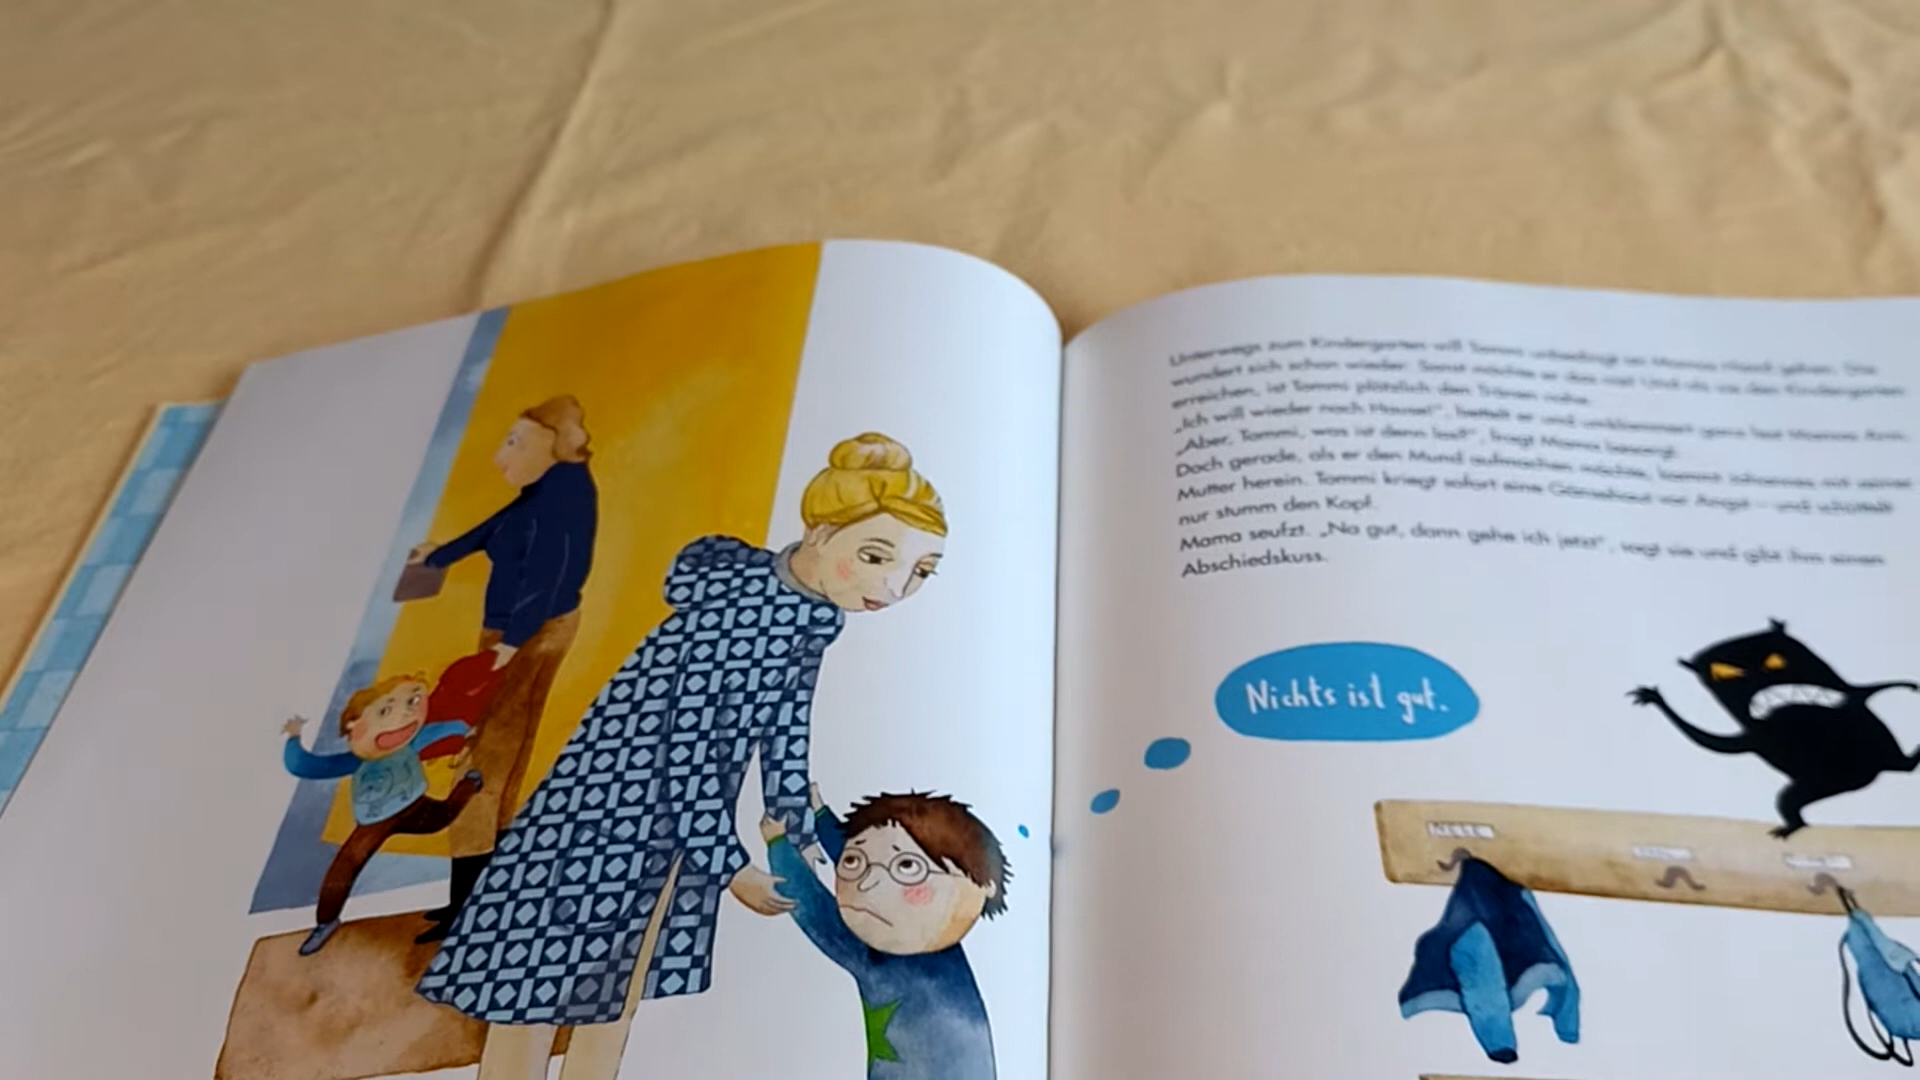 Unterwegs zum Kindergarten will Tommi unbedingt an Mamas Hand gehen. Die
wundert sich schon wieder. Sonst möchte er das nie! Und als sie den Kindergarten
erreichen, ist Tommi plötzlich den Tränen nahe.
„Ich will wieder nach Hause!“, bettelt er und umklammert ganz fest Mamas Arm.
„Aber, Tommi, was ist denn los?“, fragt Mama besorgt.
Doch gerade, als er den Mund aufmachen möchte, kommt Johannes mit seiner
Mutter herein. Tommi kriegt sofort eine Gänsehaut vor Angst – und schüttelt
nur stumm den Kopf.
Mama seufzt. „Na gut, dann gehe ich jetzt“, sagt sie und gibt ihm einen
Abschiedskuss.
Nichts ist gut.